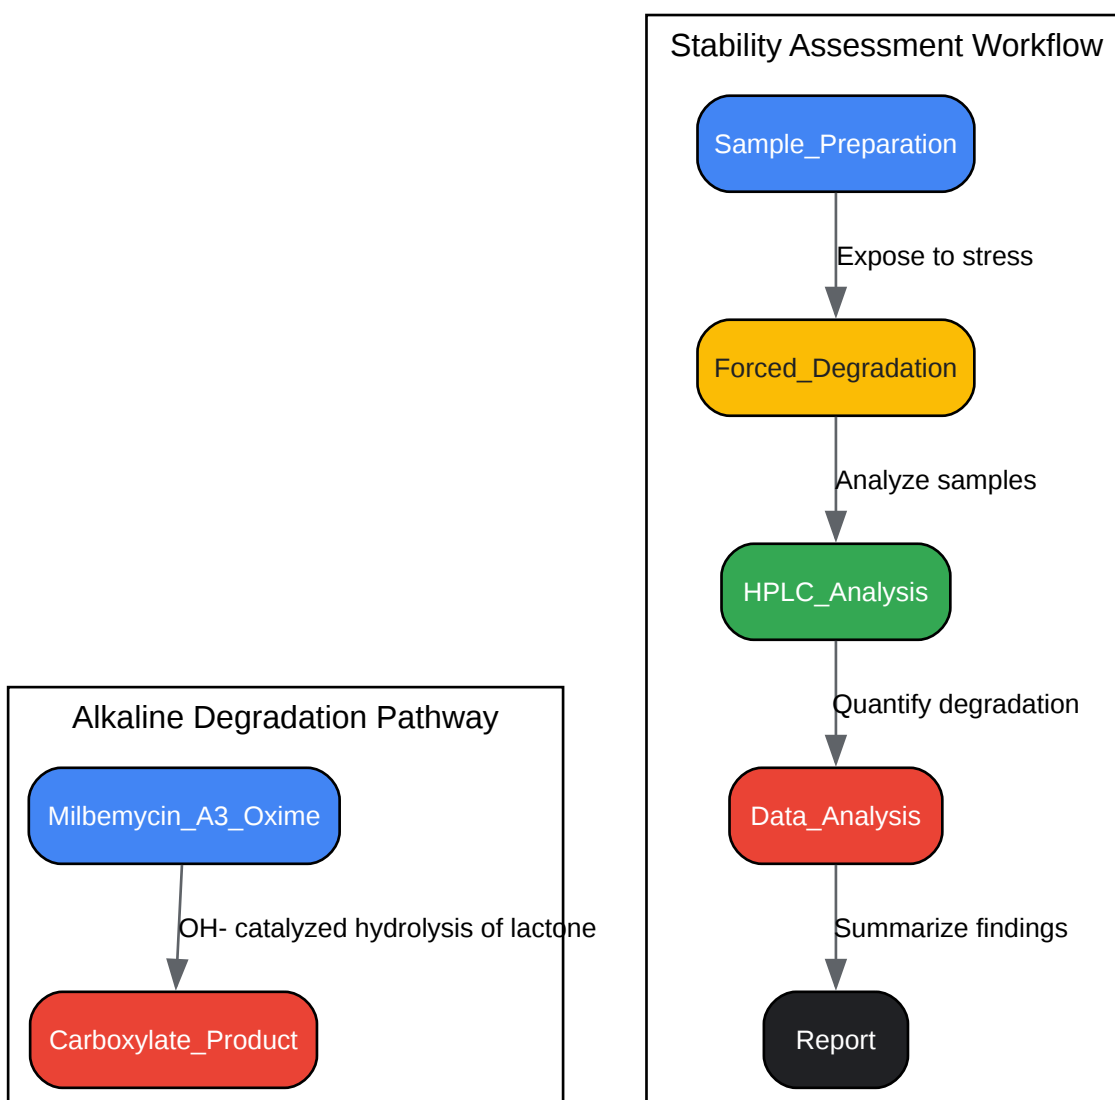 Stability Assessment Workflow
Sample_Preparation
Expose to stress
Forced_Degradation
Analyze samples
HPLC_Analysis
Quantify degradation
Data_Analysis
Summarize findings
Report
Alkaline Degradation Pathway
Milbemycin_A3_Oxime
OH- catalyzed hydrolysis of lactone
Carboxylate_Product